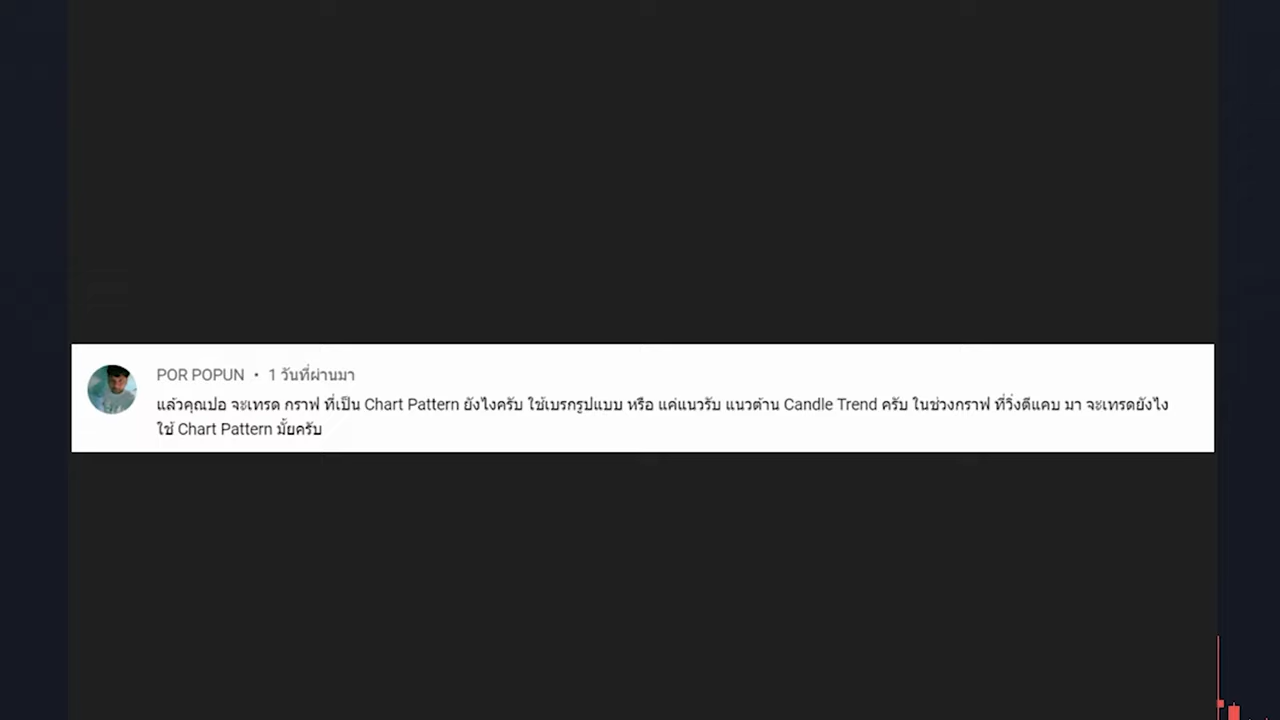 POR POPUN • 1 วันที่ผ่านมา
แล้วคุณปอ จะเทรด กราฟ ที่เป็น Chart Pattern ยังไงครับ ใช้เบรกรูปแบบ หรือ แค่แนวรับ แนวต้าน Candle Trend ครับ ในช่วงกราฟ ที่วิ่งตีแคบ มา จะเทรดยังไง
ใช้ Chart Pattern มั้ยครับ